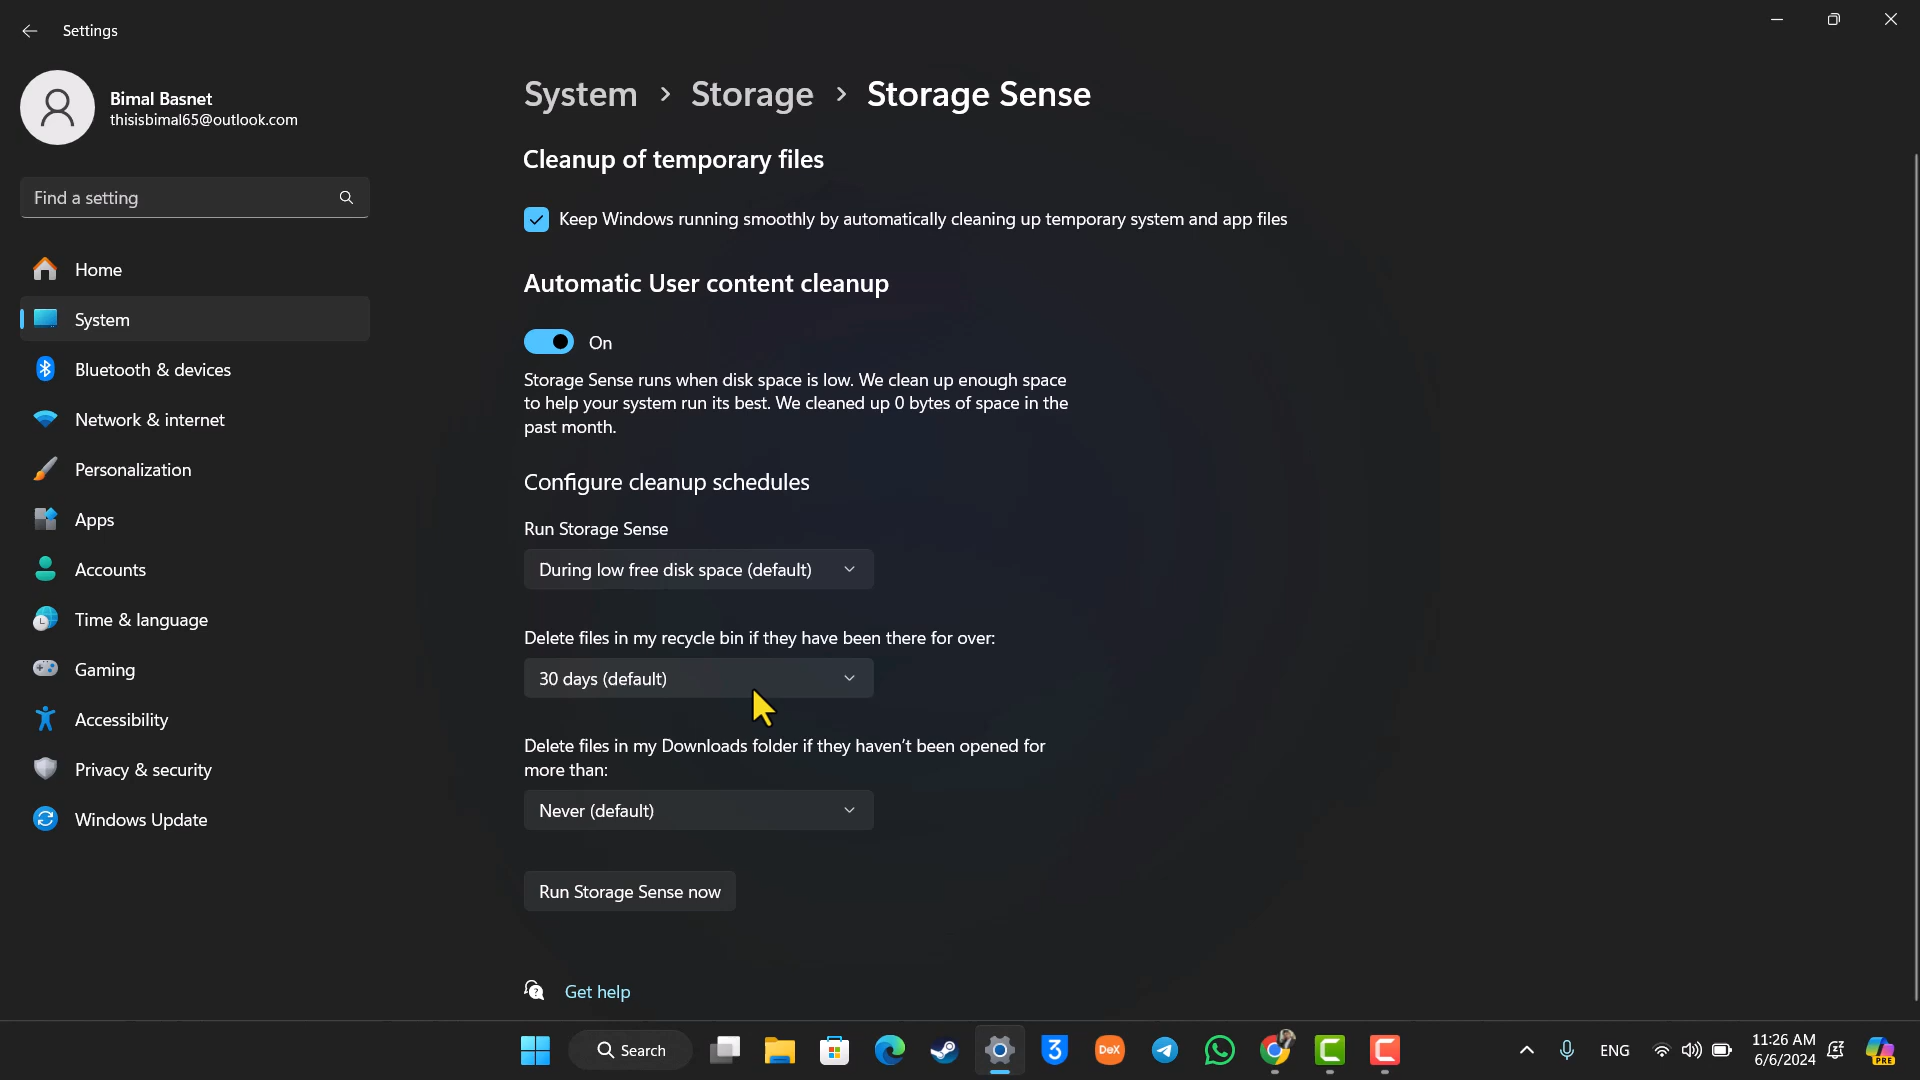 Settings
Bimal Basnet
thisisbimal65@outlook.com
Find a setting
Home
System
Bluetooth & devices
Network & internet
Personalization
Apps
Accounts
Time & language
Gaming
Accessibility
Privacy & security
Windows Update
System > Storage > Storage Sense
Cleanup of temporary files
Keep Windows running smoothly by automatically cleaning up temporary system and app files
Automatic User content cleanup
On
Storage Sense runs when disk space is low. We clean up enough space
to help your system run its best. We cleaned up 0 bytes of space in the
past month.
Configure cleanup schedules
Run Storage Sense
During low free disk space (default)
Delete files in my recycle bin if they have been there for over:
30 days (default)
Delete files in my Downloads folder if they haven't been opened for
more than:
Never (default)
Run Storage Sense now
Get help
Search
3
DeX
ENG
11:26 AM
6/6/2024
PRE